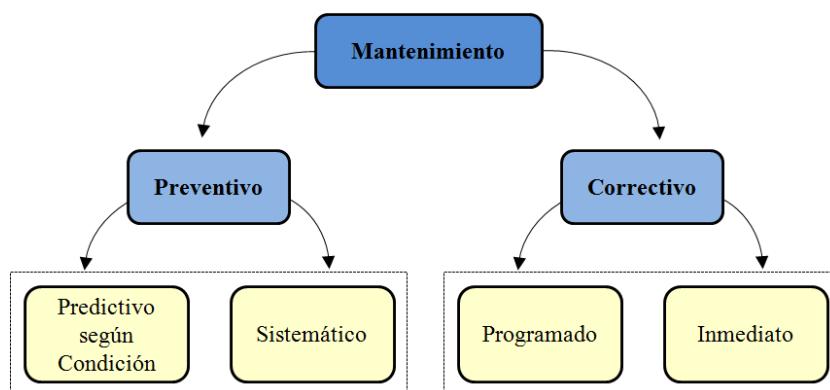 Mantenimiento
Preventivo
Correctivo
Predictivo
según
Condición
Sistemático
Programado
Inmediato